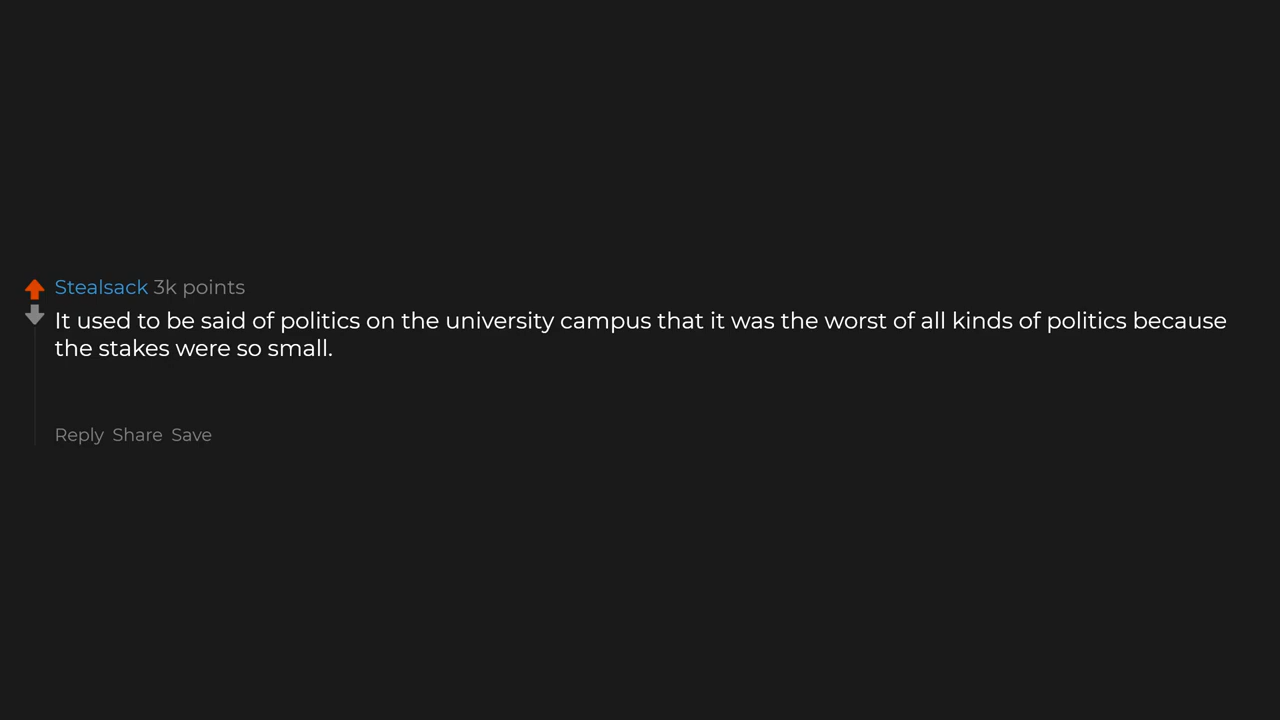 Stealsack 3k points
It used to be said of politics on the university campus that it was the worst of all kinds of politics because
the stakes were so small.
Reply Share Save